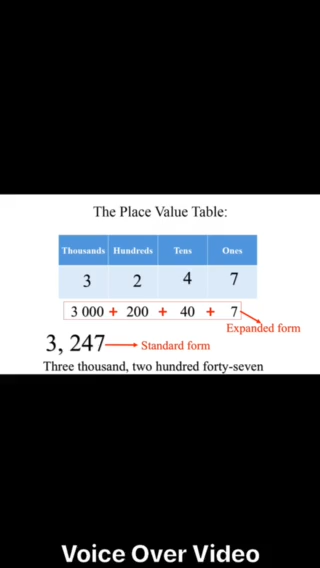 The Place Value Table:
Thousands Hundreds Tens Ones
3 2 4 7
3 000 + 200 + 40 + 7
Expanded form
3, 247
Standard form
Three thousand, two hundred forty-seven
Voice Over Video